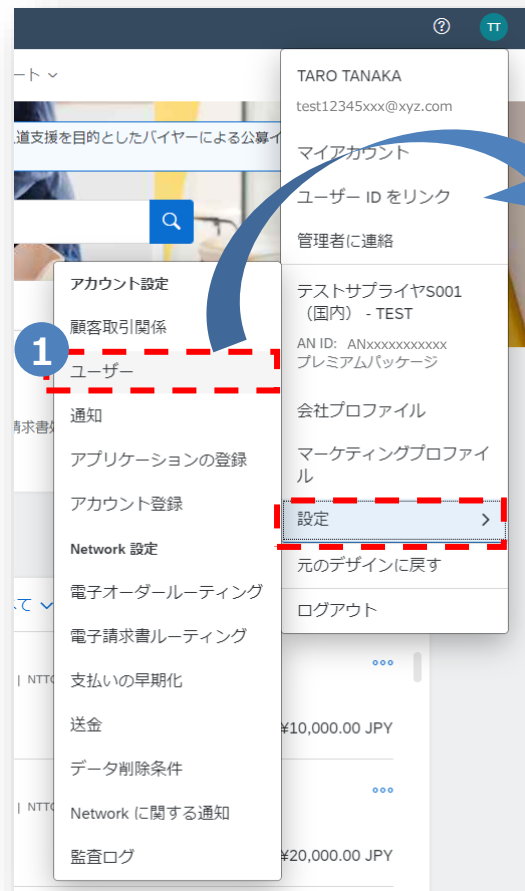 TT
ート
TARO TANAKA
test12345xxx@xyz.com
道支援を目的としたバイヤーによる公募イ
マイアカウント
ユーザー ID をリンク
管理者に連絡
アカウント設定
顧客取引関係
1
ユーザー
通知
アプリケーションの登録
アカウント登録
Network 設定
電子オーダールーティング
電子請求書ルーティング
支払いの早期化
送金
データ削除条件
Network に関する通知
監査ログ
テストサプライヤS001
（国内） - TEST
AN ID: ANxxxxxxxxxxx
プレミアムパッケージ
会社プロファイル
マーケティングプロファイ
ル
設定
元のデザインに戻す
ログアウト
請求書
て
| NTT
¥10,000.00 JPY
| NTT
¥20,000.00 JPY